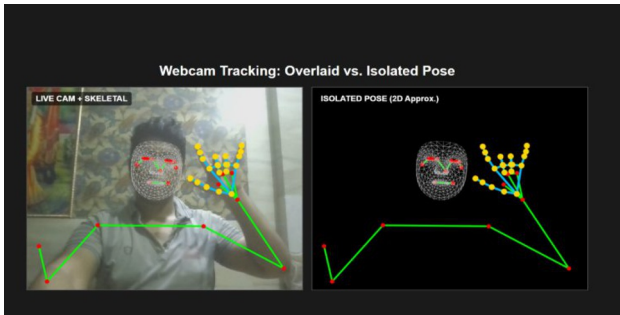 Webcam Tracking: Overlaid vs. Isolated Pose
LIVE CAM + SKELETAL
ISOLATED POSE (2D Approx.)